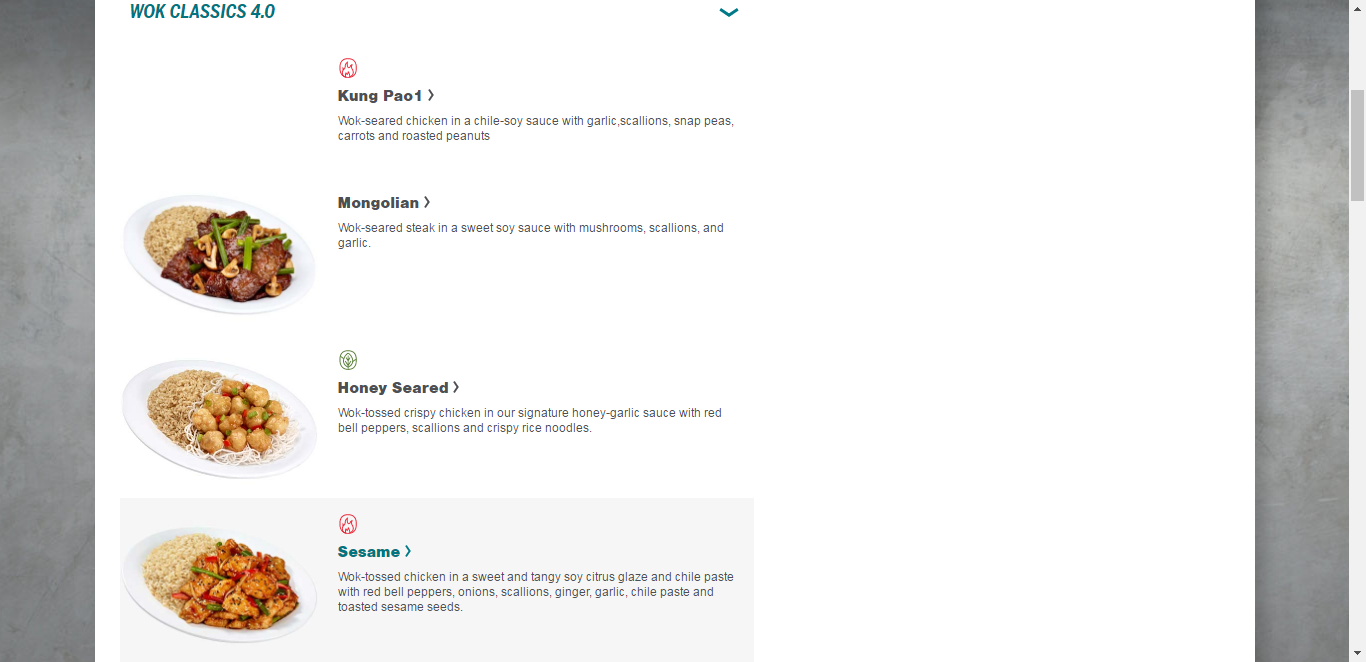 WOK CLASSICS 4.0
Kung Pao1
Wok-seared chicken in a chile-soy sauce with garlic,scallions, snap peas,
carrots and roasted peanuts
Mongolian
Wok-seared steak in a sweet soy sauce with mushrooms, scallions, and
garlic.
Honey Seared
Wok-tossed crispy chicken in our signature honey-garlic sauce with red
bell peppers, scallions and crispy rice noodles.
Sesame
Wok-tossed chicken in a sweet and tangy soy citrus glaze and chile paste
with red bell peppers, onions, scallions, ginger, garlic, chile paste and
toasted sesame seeds.